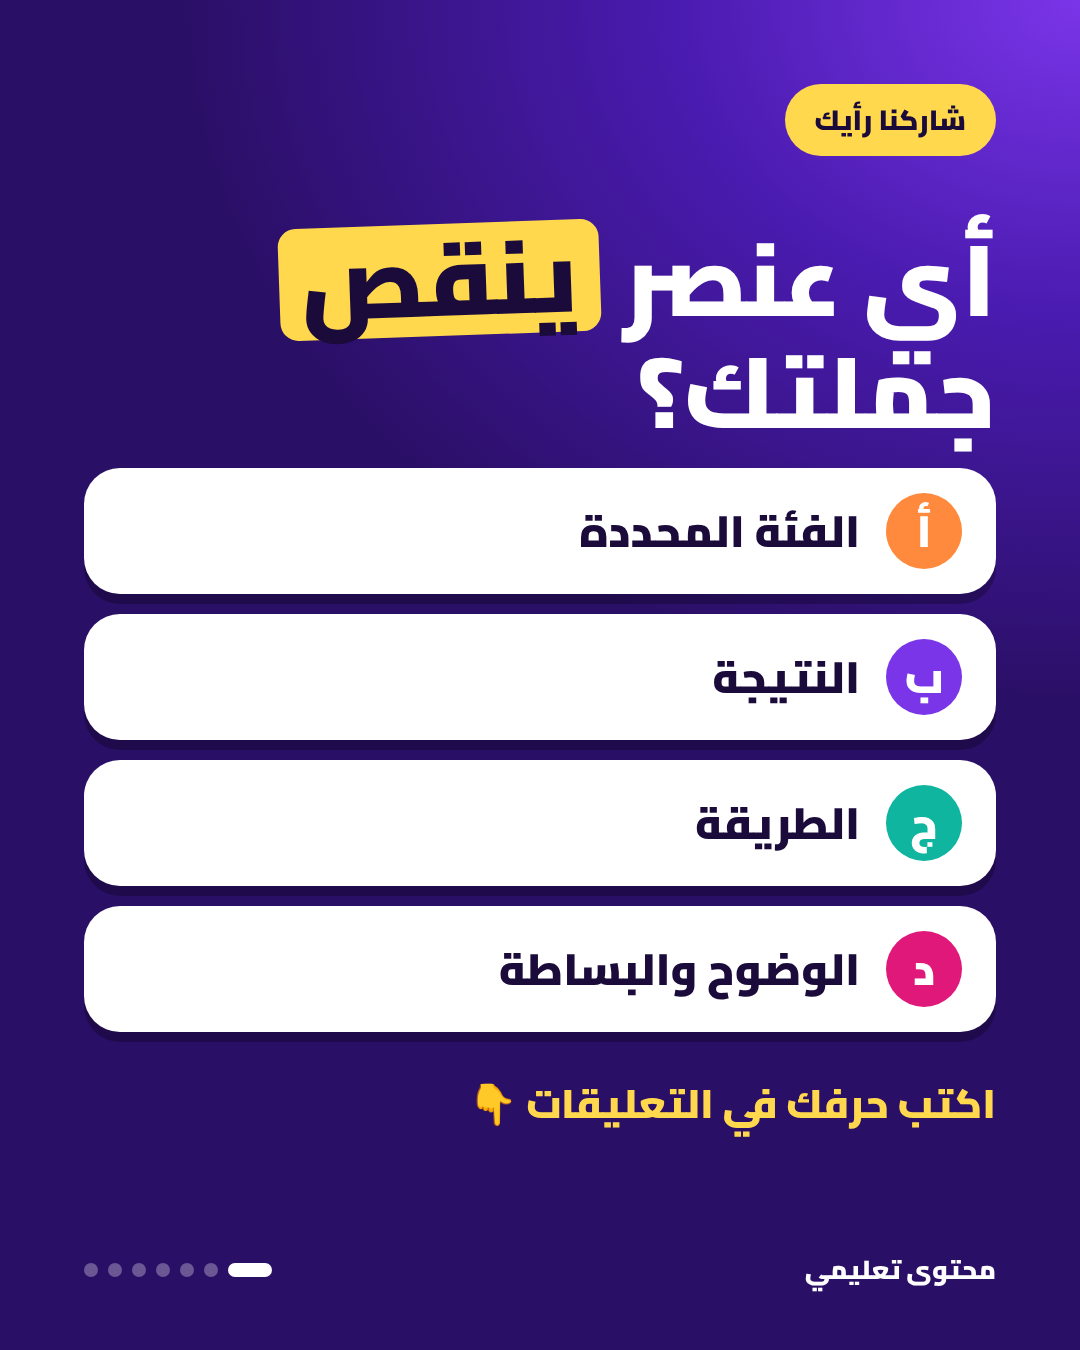 شاركنا رأيك
أي عنصر ينقص
جملتك؟
أ الفئة المحددة
ب النتيجة
ج الطريقة
د الوضوح والبساطة
اكتب حرفك في التعليقات 👇
محتوى تعليمي